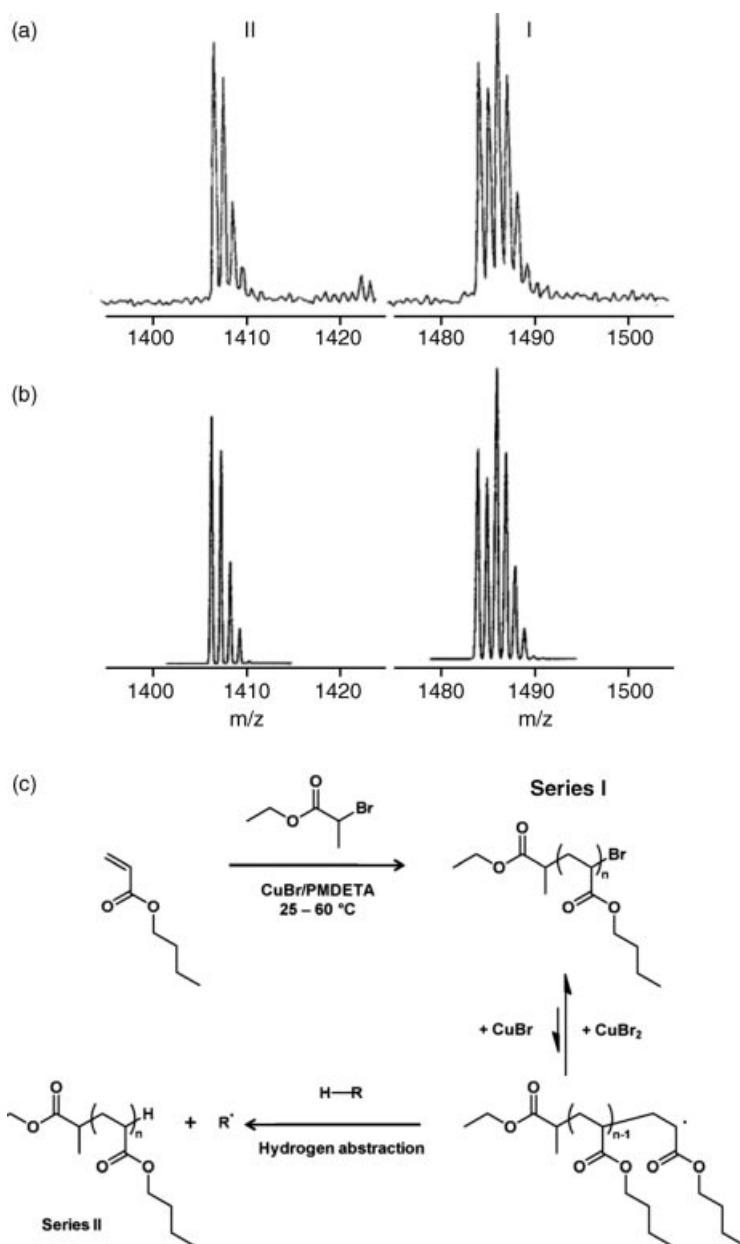 (a)
II I
1400 1410 1420 1480 1490 1500
(b)
1400 1410 1420 1480 1490 1500
m/z m/z
(c)
Series I
O
Br
O
CuBr/PMDETA
25 – 60 °C
O
O
O
O
Br
n
O
O
+ CuBr + CuBr₂
O
O
H
n
O
O
Series II
+ R•
H—R
Hydrogen abstraction
O
O
n-1
O
O
O
O